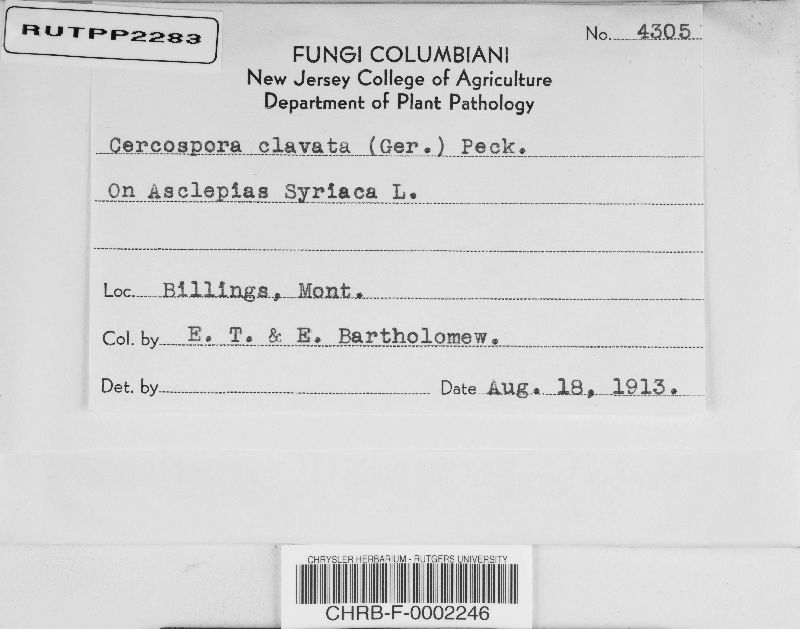 RUTPP2283
No. 4305
FUNGI COLUMBIANI
New Jersey College of Agriculture
Department of Plant Pathology
Cercospora clavata (Ger.) Peck.
On Asclepias Syriaca L.
Loc. Billings, Mont.
Col. by E. T. & E. Bartholomew.
Det. by
Date Aug. 18, 1913.
CHRYSLER HERBARIUM - RUTGERS UNIVERSITY
CHRB-F-0002246